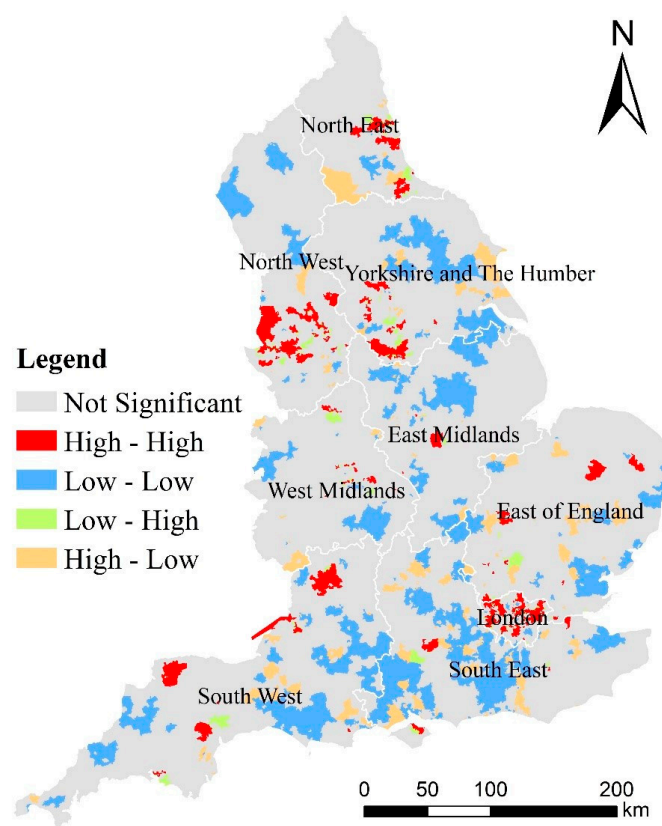 N
North East
North West
Yorkshire and The Humber
Legend
Not Significant
High - High
Low - Low
Low - High
High - Low
East Midlands
West Midlands
East of England
London
South East
South West
0 50 100 200
km